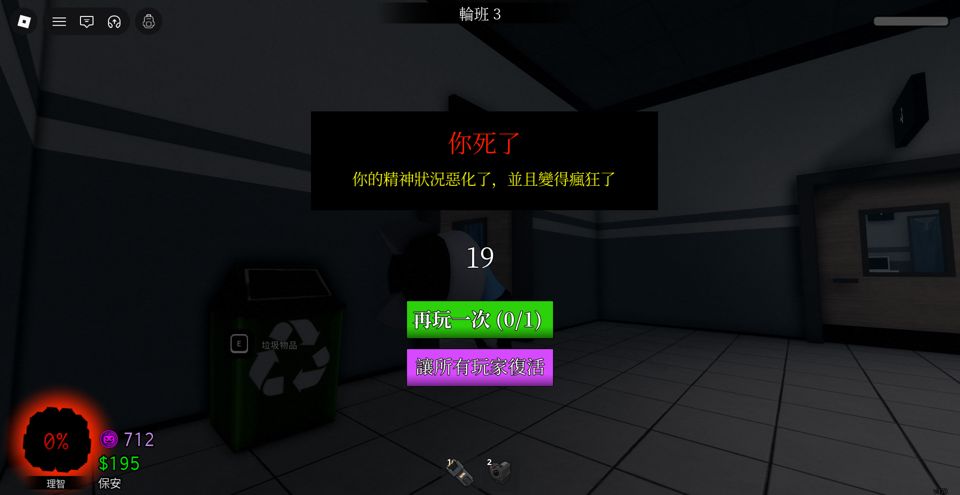 輪班 3
你死了
你的精神狀況惡化了，並且變得瘋狂了
19
再玩一次 (0/1)
讓所有玩家復活
E
垃圾物品
0%
712
$195
理智
保安
1
2